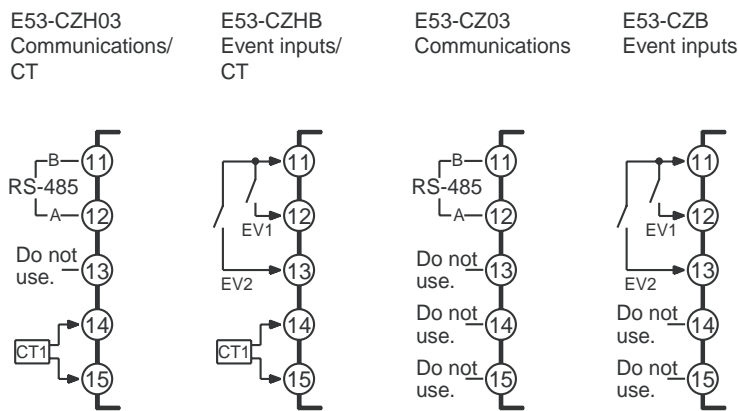 E53-CZH03
Communications/
CT
B
11
RS-485
A
12
Do not
use.
13
14
CT1
15
E53-CZHB
Event inputs/
CT
11
12
EV1
13
EV2
14
CT1
15
E53-CZ03
Communications
B
11
RS-485
A
12
Do not
use.
13
Do not
use.
14
Do not
use.
15
E53-CZB
Event inputs
11
12
EV1
13
EV2
Do not
use.
14
Do not
use.
15